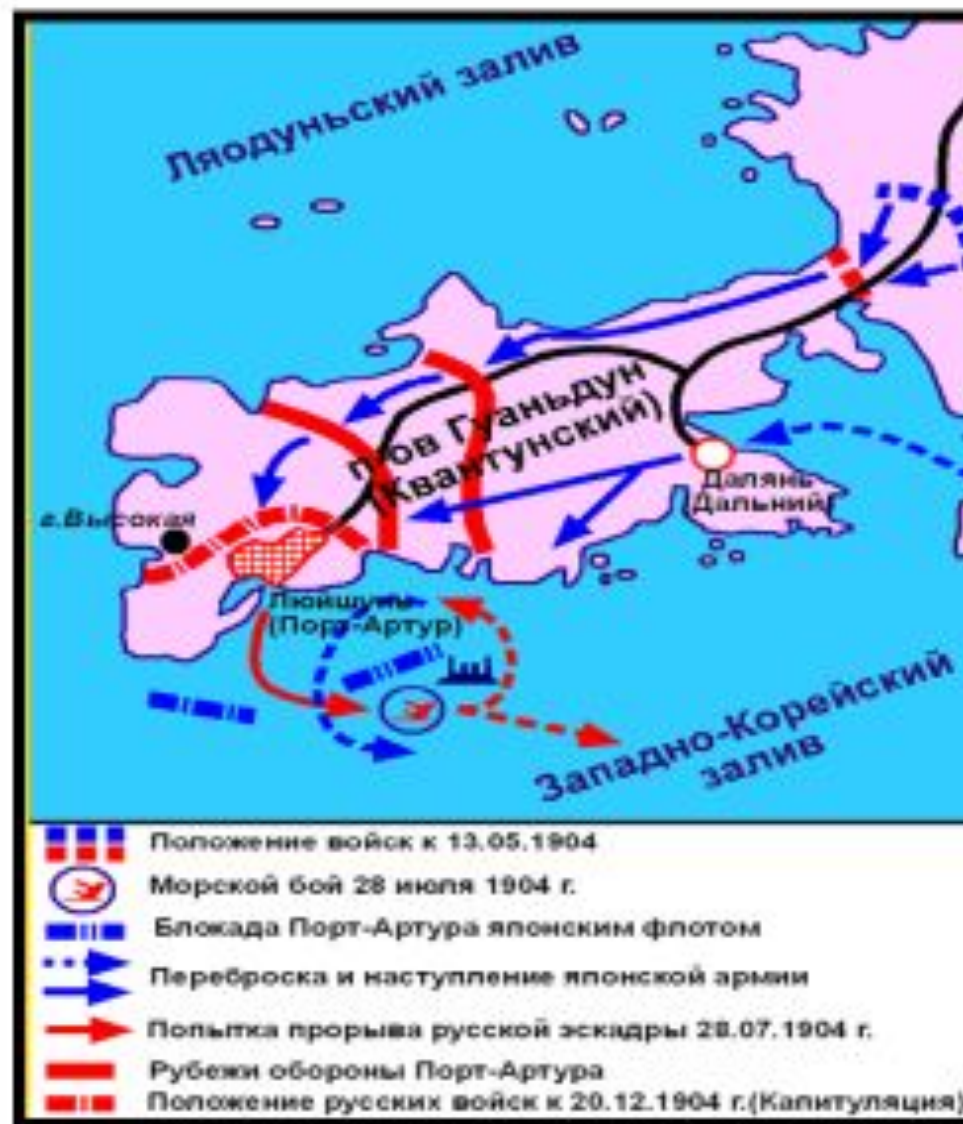 Ляодуньский залив
п-ов Гуаньдун
(Квантунский)
Далянь
(Дальний)
г.Высокая
Люйшунь
(Порт-Артур)
Западно-Корейский
залив
Положение войск к 13.05.1904
Морской бой 28 июля 1904 г.
Блокада Порт-Артура японским флотом
Переброска и наступление японской армии
Попытка прорыва русской эскадры 28.07.1904 г.
Рубежи обороны Порт-Артура
Положение русских войск к 20.12.1904 г.(Капитуляция)